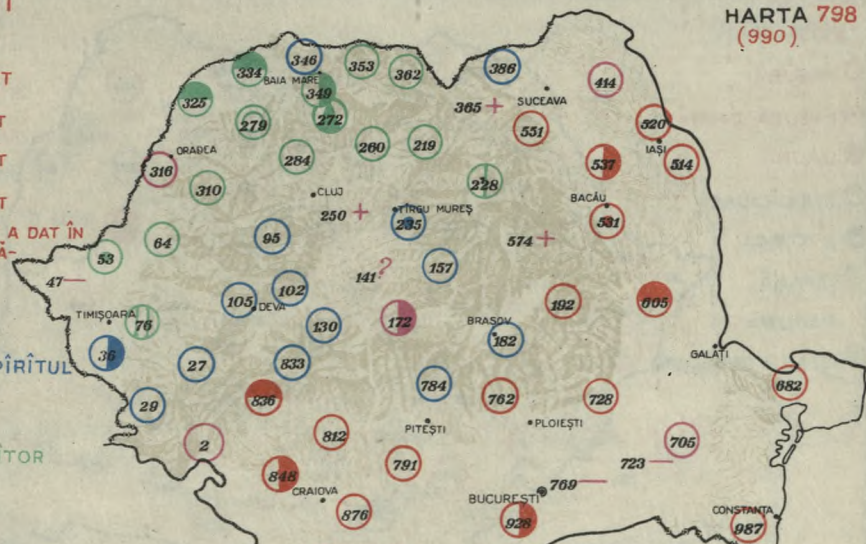 I
HARTA 798
(990)
T
T
T
T
A DAT ÎN
Ă-
PÎRÎTUL
ÎTOR
346
353
334
BAIA MARE
362
386
349
414
325
365 +
SUCEAVA
272
279
551
520
260
219
IAȘI
ORADEA
284
537
514
316
310
228
CLUJ
BACĂU
250 +
TÎRGU MUREȘ
235
531
64
95
574 +
53
141 ?
157
47 —
102
105
DEVA
192
605
TIMIȘOARA
76
172
130
BRAȘOV
182
36
27
833
GALAȚI
784
682
29
836
762
728
PITEȘTI
PLOIEȘTI
2
812
705
791
723 —
848
769 —
CRAIOVA
BUCUREȘTI
876
928
CONSTANȚA
987